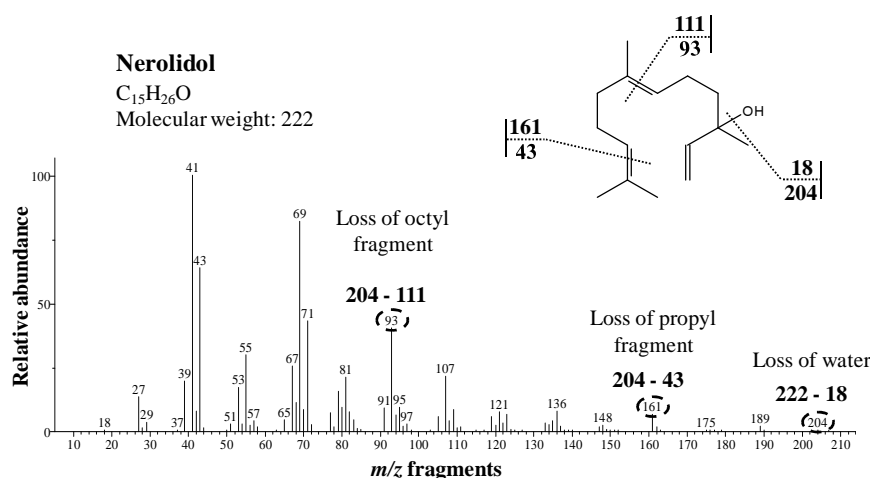 Nerolidol
C₁₅H₂₆O
Molecular weight: 222
111
93
OH
161
43
18
204
Relative abundance
100
50
0
41
43
69
71
55
39
27
29
18
37
53
51
57
67
65
81
91
93
95
97
107
121
136
148
161
175
189
204
Loss of octyl
fragment
204 - 111
Loss of propyl
fragment
204 - 43
Loss of water
222 - 18
10 20 30 40 50 60 70 80 90 100 110 120 130 140 150 160 170 180 190 200 210
m/z fragments